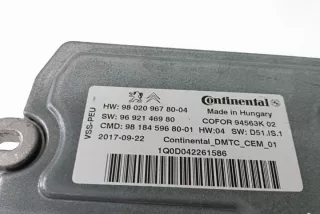 Continental
HW: 98 020 967 80-04
Made in Hungary
SW: 96 921 469 80
COFOR 94563K 02
CMD: 98 184 596 80-01 HW:04 SW: D51.IS.1
2017-09-22 Continental_DMTC_CEM_01
1Q0D042261586
VSS-PEU